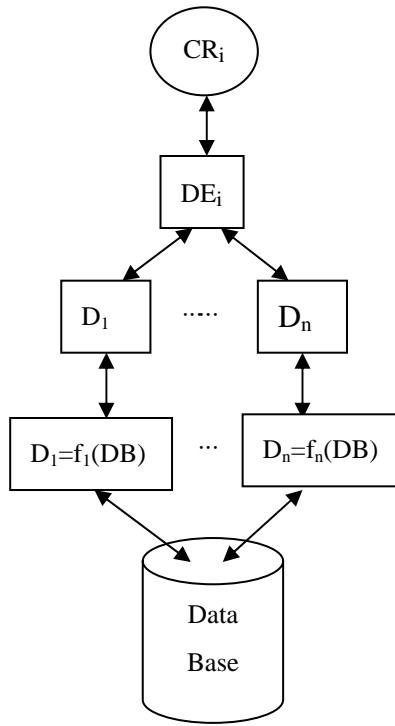 CRi
DEi
D1 ...... Dn
D1=f1(DB) ... Dn=fn(DB)
Data
Base